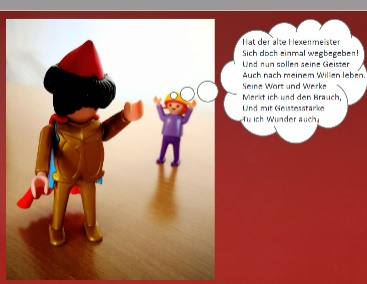 Hat der alte Hexenmeister
Sich doch einmal wegbegeben!
Und nun sollen seine Geister
Auch nach meinem Willen leben.
Seine Wort und Werke
Merkt ich und den Brauch,
Und mit Geistesstärke
Tu ich Wunder auch.